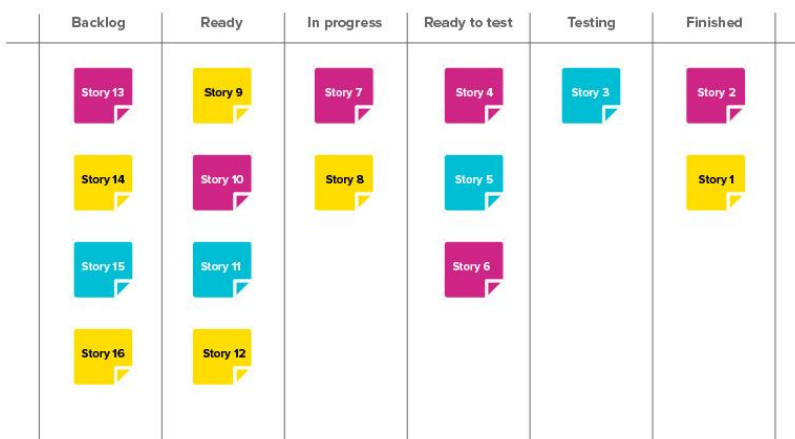 Backlog
Ready
In progress
Ready to test
Testing
Finished
Story 13
Story 9
Story 7
Story 4
Story 3
Story 2
Story 14
Story 10
Story 8
Story 5
Story 1
Story 15
Story 11
Story 6
Story 16
Story 12